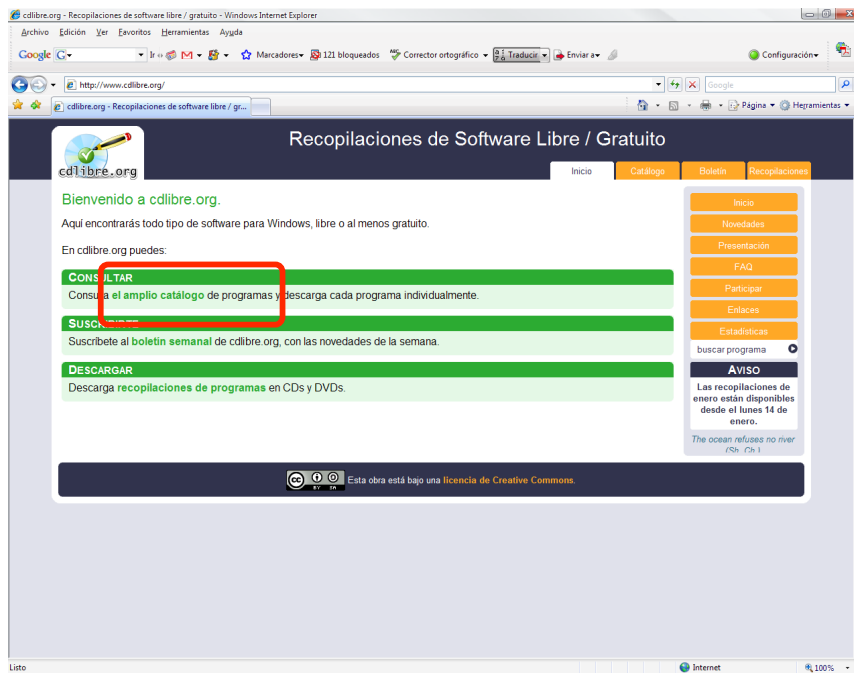 cdlibre.org - Recopilaciones de software libre / gratuito - Windows Internet Explorer
Archivo Edición Ver Favoritos Herramientas Ayuda
Google G Ir Marcadores 121 bloqueados Corrector ortográfico Traducir Enviar a Configuración
http://www.cdlibre.org/ Google
cdlibre.org - Recopilaciones de software libre / gr... Página Herramientas
cdlibre.org
Recopilaciones de Software Libre / Gratuito
Inicio Catálogo Boletín Recopilaciones
Bienvenido a cdlibre.org.
Aquí encontrarás todo tipo de software para Windows, libre o al menos gratuito.
En cdlibre.org puedes:
CONSULTAR
Consulta el amplio catálogo de programas y descarga cada programa individualmente.
SUSCRIBIRTE
Suscríbete al boletín semanal de cdlibre.org, con las novedades de la semana.
DESCARGAR
Descarga recopilaciones de programas en CDs y DVDs.
Inicio
Novedades
Presentación
FAQ
Participar
Enlaces
Estadísticas
buscar programa
AVISO
Las recopilaciones de
enero están disponibles
desde el lunes 14 de
enero.
The ocean refuses no river
(Sh. Ch.)
cc BY SA Esta obra está bajo una licencia de Creative Commons.
Listo Internet 100%